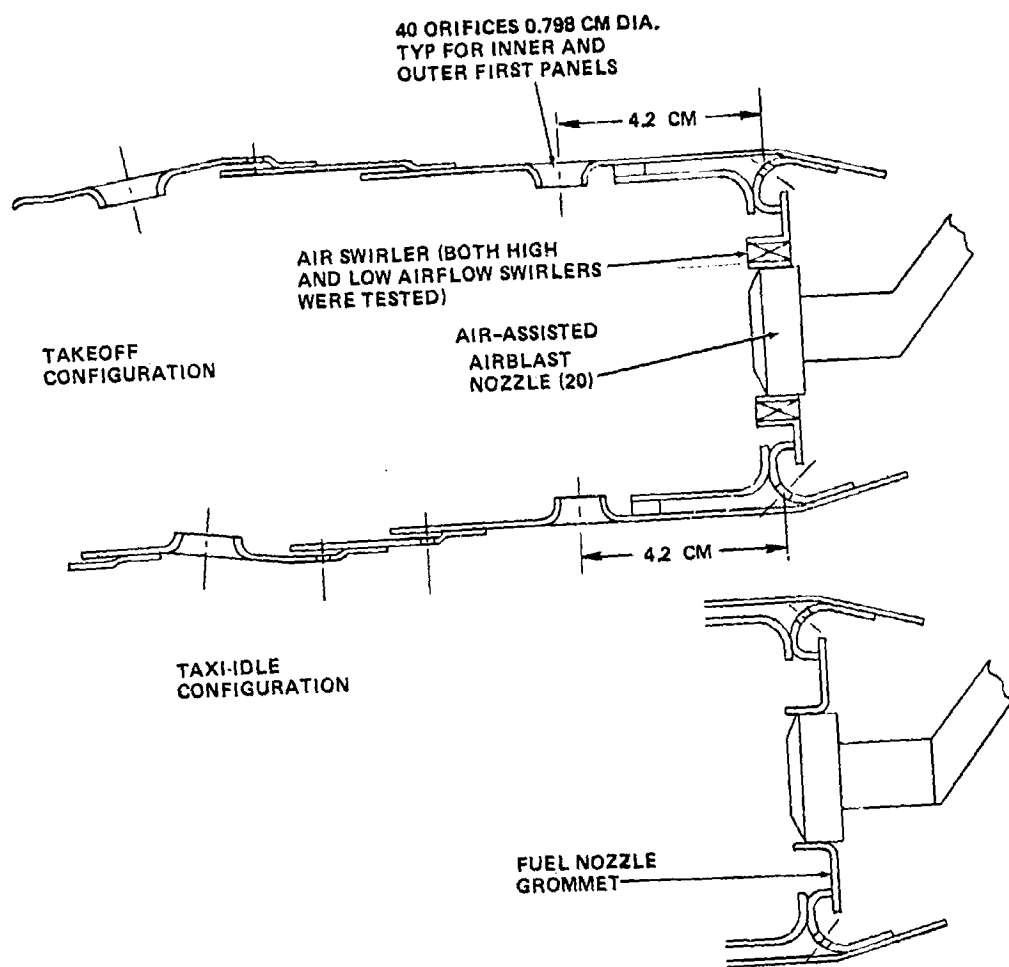 40 ORIFICES 0.798 CM DIA.
TYP FOR INNER AND
OUTER FIRST PANELS
4.2 CM
AIR SWIRLER (BOTH HIGH
AND LOW AIRFLOW SWIRLERS
WERE TESTED)
TAKEOFF
CONFIGURATION
AIR-ASSISTED
AIRBLAST
NOZZLE (20)
4.2 CM
TAXI-IDLE
CONFIGURATION
FUEL NOZZLE
GROMMET